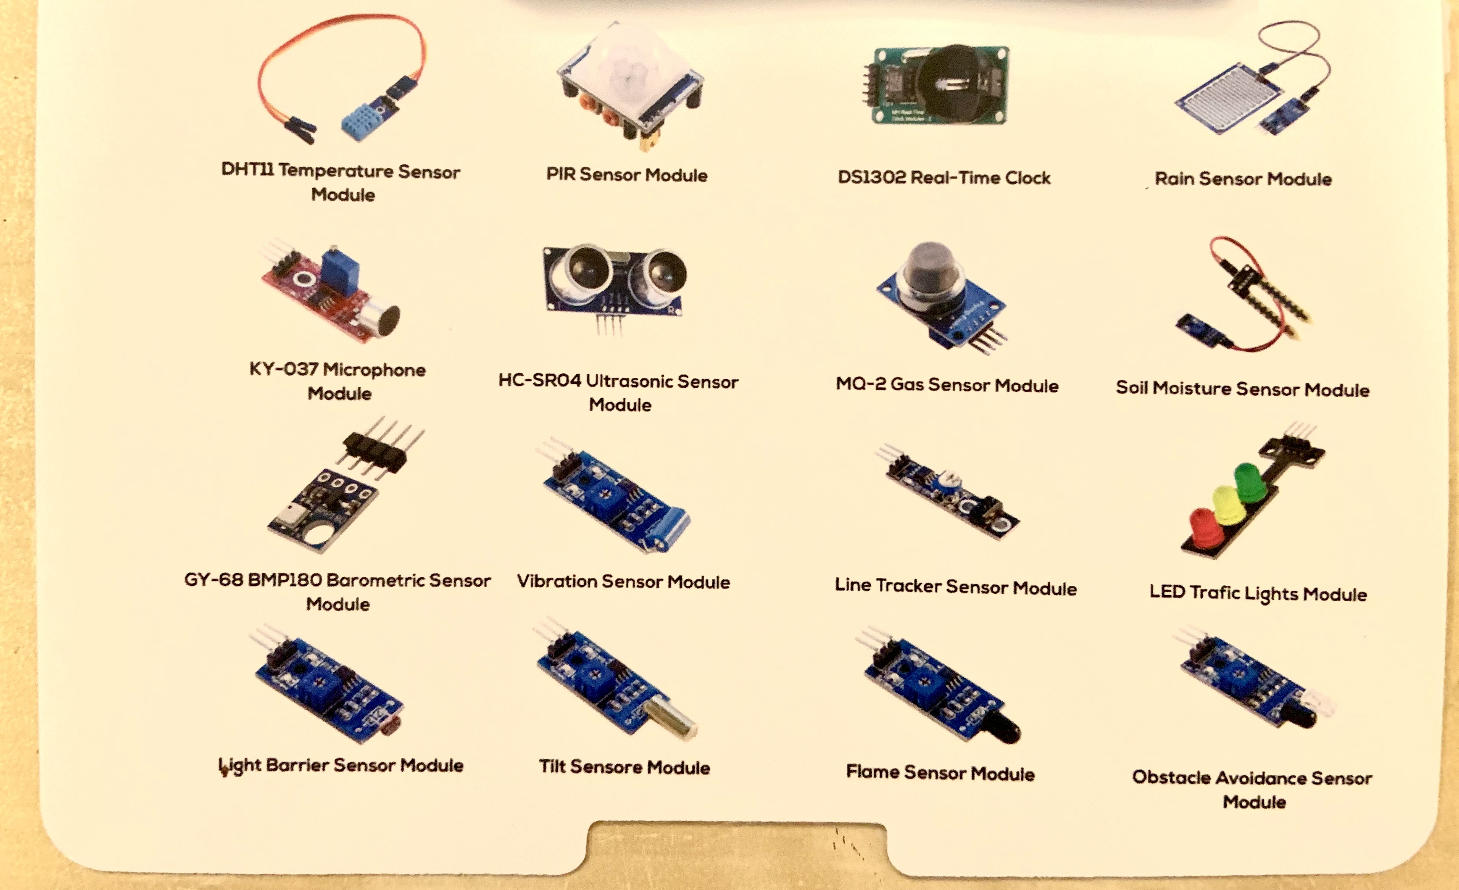 DHT11 Temperature Sensor
Module
PIR Sensor Module
DS1302 Real-Time Clock
Rain Sensor Module
KY-037 Microphone
Module
HC-SR04 Ultrasonic Sensor
Module
MQ-2 Gas Sensor Module
Soil Moisture Sensor Module
GY-68 BMP180 Barometric Sensor
Module
Vibration Sensor Module
Line Tracker Sensor Module
LED Trafic Lights Module
Light Barrier Sensor Module
Tilt Sensore Module
Flame Sensor Module
Obstacle Avoidance Sensor
Module